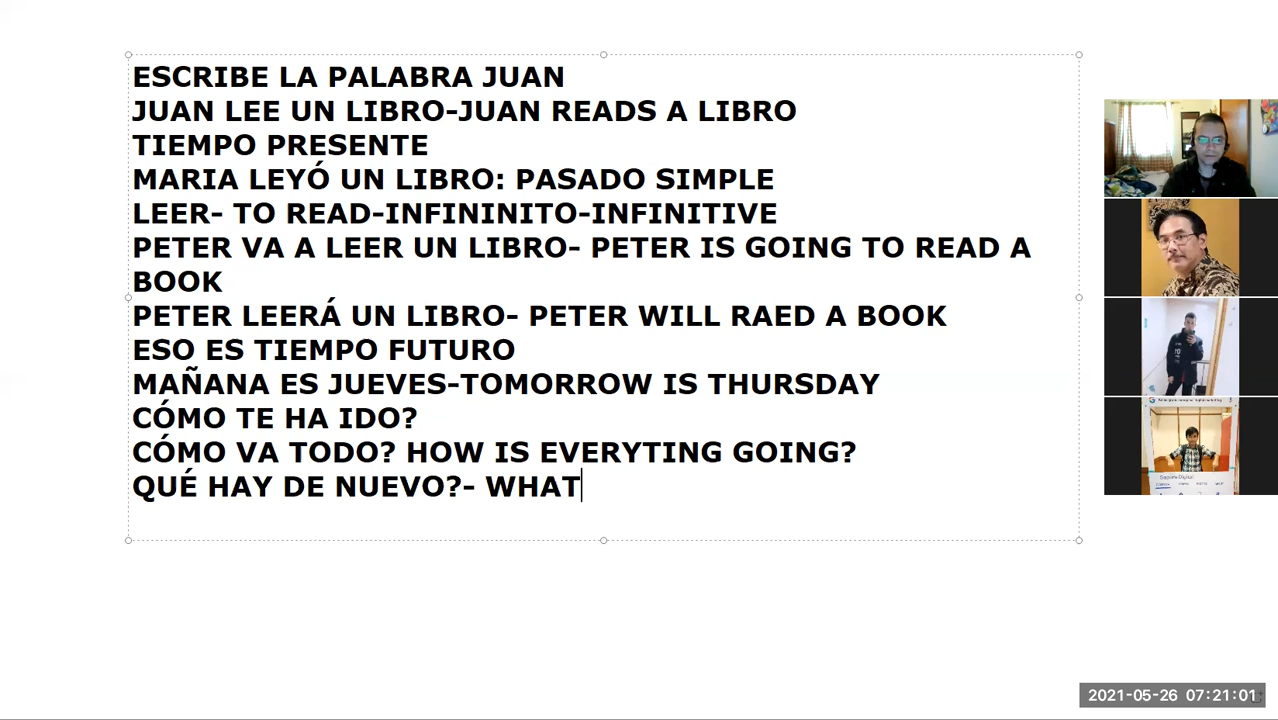 ESCRIBE LA PALABRA JUAN
JUAN LEE UN LIBRO-JUAN READS A LIBRO
TIEMPO PRESENTE
MARIA LEYÓ UN LIBRO: PASADO SIMPLE
LEER- TO READ-INFININITO-INFINITIVE
PETER VA A LEER UN LIBRO- PETER IS GOING TO READ A
BOOK
PETER LEERÁ UN LIBRO- PETER WILL RAED A BOOK
ESO ES TIEMPO FUTURO
MAÑANA ES JUEVES-TOMORROW IS THURSDAY
CÓMO TE HA IDO?
CÓMO VA TODO? HOW IS EVERYTING GOING?
QUÉ HAY DE NUEVO?- WHAT
2021-05-26 07:21:01